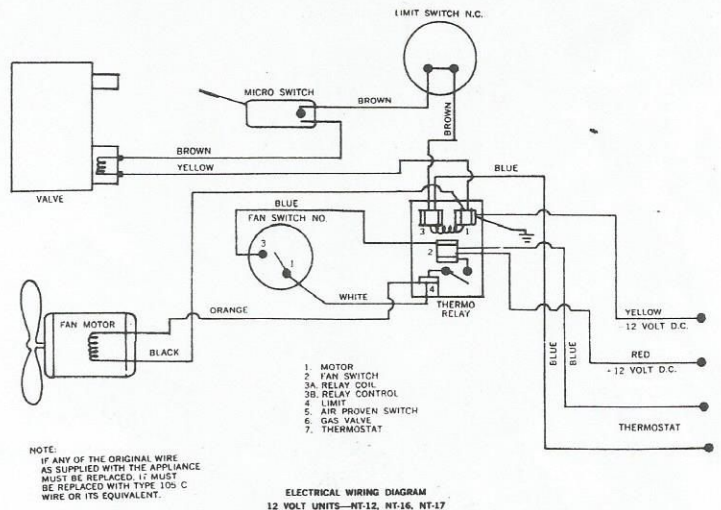 LIMIT SWITCH N.C.
MICRO SWITCH
BROWN
BROWN
BROWN
YELLOW
BLUE
VALVE
BLUE
FAN SWITCH NO.
3
1
3
1
2
4
WHITE
THERMO
RELAY
ORANGE
FAN MOTOR
BLACK
YELLOW
12 VOLT D.C.
RED
- 12 VOLT D.C.
BLUE
BLUE
THERMOSTAT
1. MOTOR
2 FAN SWITCH
3A. RELAY COIL
3B. RELAY CONTROL
4 LIMIT
5. AIR PROVEN SWITCH
6 GAS VALVE
7. THERMOSTAT
NOTE:
IF ANY OF THE ORIGINAL WIRE
AS SUPPLIED WITH THE APPLIANCE
MUST BE REPLACED, IT MUST
BE REPLACED WITH TYPE 105 C
WIRE OR ITS EQUIVALENT.
ELECTRICAL WIRING DIAGRAM
12 VOLT UNITS—NT-12, NT-16, NT-17